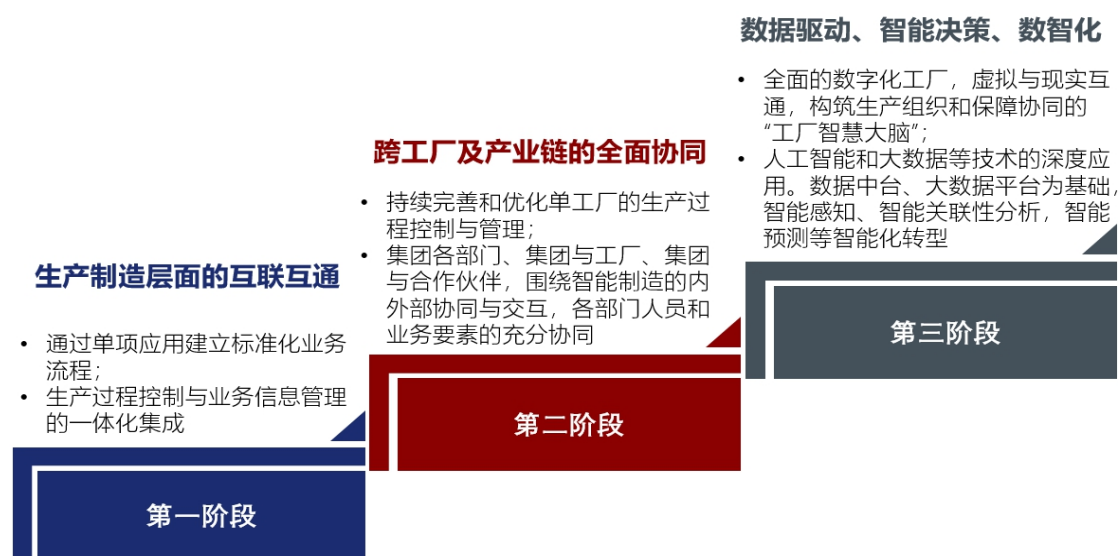 生产制造层面的互联互通
• 通过单项应用建立标准化业务
流程；
• 生产过程控制与业务信息管理
的一体化集成
第一阶段
跨工厂及产业链的全面协同
• 持续完善和优化单工厂的生产过
程控制与管理；
• 集团各部门、集团与工厂、集团
与合作伙伴，围绕智能制造的内
外部协同与交互，各部门人员和
业务要素的充分协同
第二阶段
数据驱动、智能决策、数智化
• 全面的数字化工厂，虚拟与现实互
通，构筑生产组织和保障协同的
“工厂智慧大脑”；
• 人工智能和大数据等技术的深度应
用。数据中台、大数据平台为基础，
智能感知、智能关联性分析，智能
预测等智能化转型
第三阶段